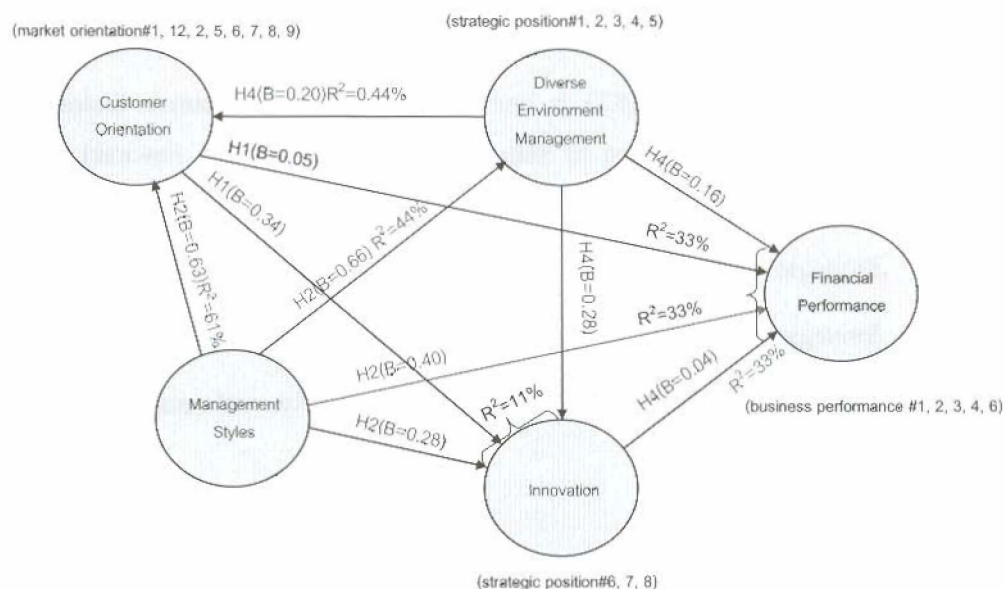 (market orientation#1, 12, 2, 5, 6, 7, 8, 9)
(strategic position#1, 2, 3, 4, 5)
Customer
Orientation
Diverse
Environment
Management
H4(B=0.20)R²=0.44%
H1(B=0.05)
H1(B=0.34)
H4(B=0.16)
H2(B=0.63)R²=61%
H2(B=0.66) R²=44%
H4(B=0.28)
R²=33%
Financial
Performance
R²=33%
H2(B=0.40)
H4(B=0.04)
R²=33%
Management
Styles
R²=11%
H2(B=0.28)
(business performance #1, 2, 3, 4, 6)
Innovation
(strategic position#6, 7, 8)